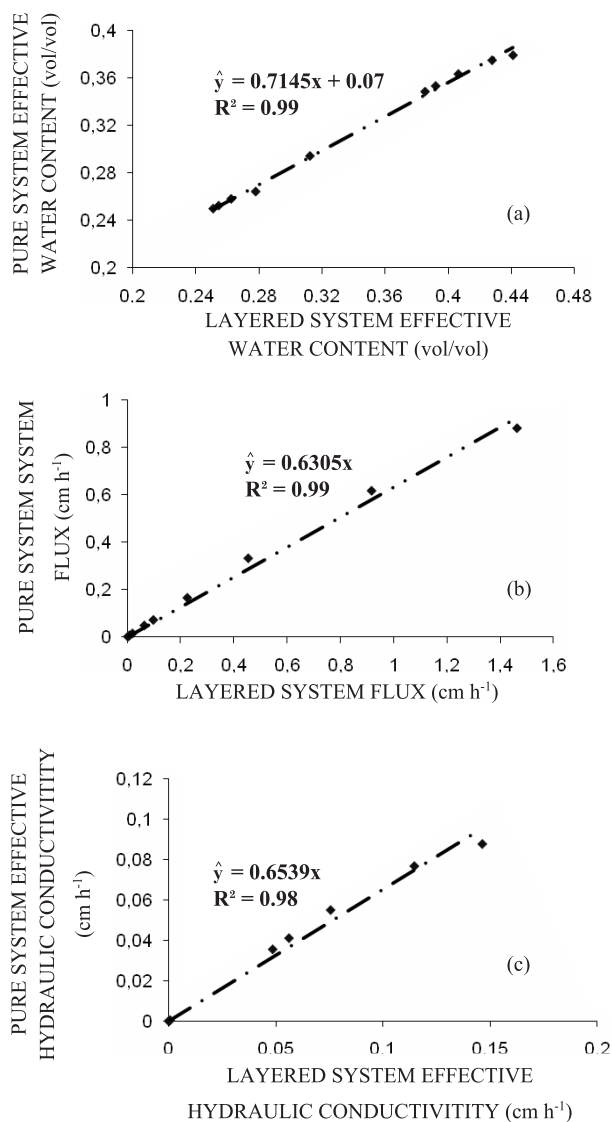 PURE SYSTEM EFFECTIVE
WATER CONTENT (vol/vol)
0,4
0,36
0,32
0,28
0,24
0,2
ŷ = 0.7145x + 0.07
R² = 0.99
(a)
0.2 0.24 0.28 0.32 0.36 0.4 0.44 0.48
LAYERED SYSTEM EFFECTIVE
WATER CONTENT (vol/vol)
PURE SYSTEM SYSTEM
FLUX (cm h⁻¹)
1
0,8
0,6
0,4
0,2
0
ŷ = 0.6305x
R² = 0.99
(b)
0 0,2 0,4 0,6 0,8 1 1,2 1,4 1,6
LAYERED SYSTEM FLUX (cm h⁻¹)
PURE SYSTEM EFFECTIVE
HYDRAULIC CONDUCTIVITITY
(cm h⁻¹)
0,12
0,1
0,08
0,06
0,04
0,02
0
ŷ = 0.6539x
R² = 0.98
(c)
0 0.05 0.1 0.15 0.2
LAYERED SYSTEM EFFECTIVE
HYDRAULIC CONDUCTIVITITY (cm h⁻¹)